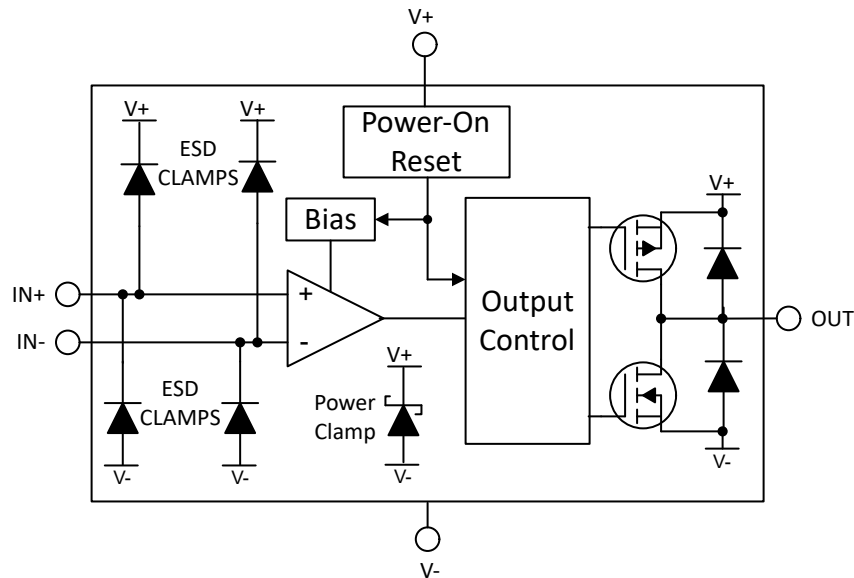 V+
Power-On
Reset
V+
V+
ESD
CLAMPS
Bias
V+
IN+
+
Output
Control
OUT
IN-
-
V+
ESD
CLAMPS
Power
Clamp
V-
V-
V-
V-
V-